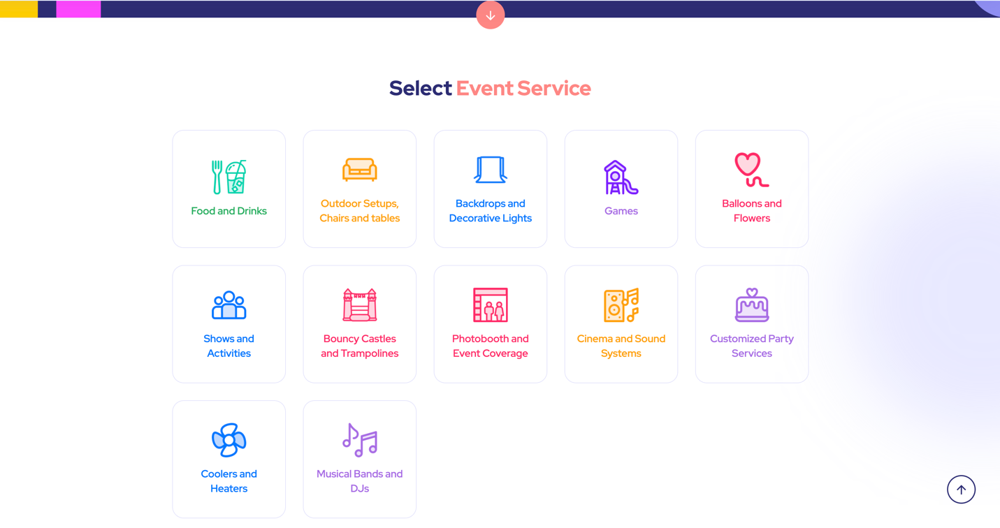 Select Event Service
Food and Drinks
Outdoor Setups,
Chairs and tables
Backdrops and
Decorative Lights
Games
Balloons and
Flowers
Shows and
Activities
Bouncy Castles
and Trampolines
Photobooth and
Event Coverage
Cinema and Sound
Systems
Customized Party
Services
Coolers and
Heaters
Musical Bands and
DJs